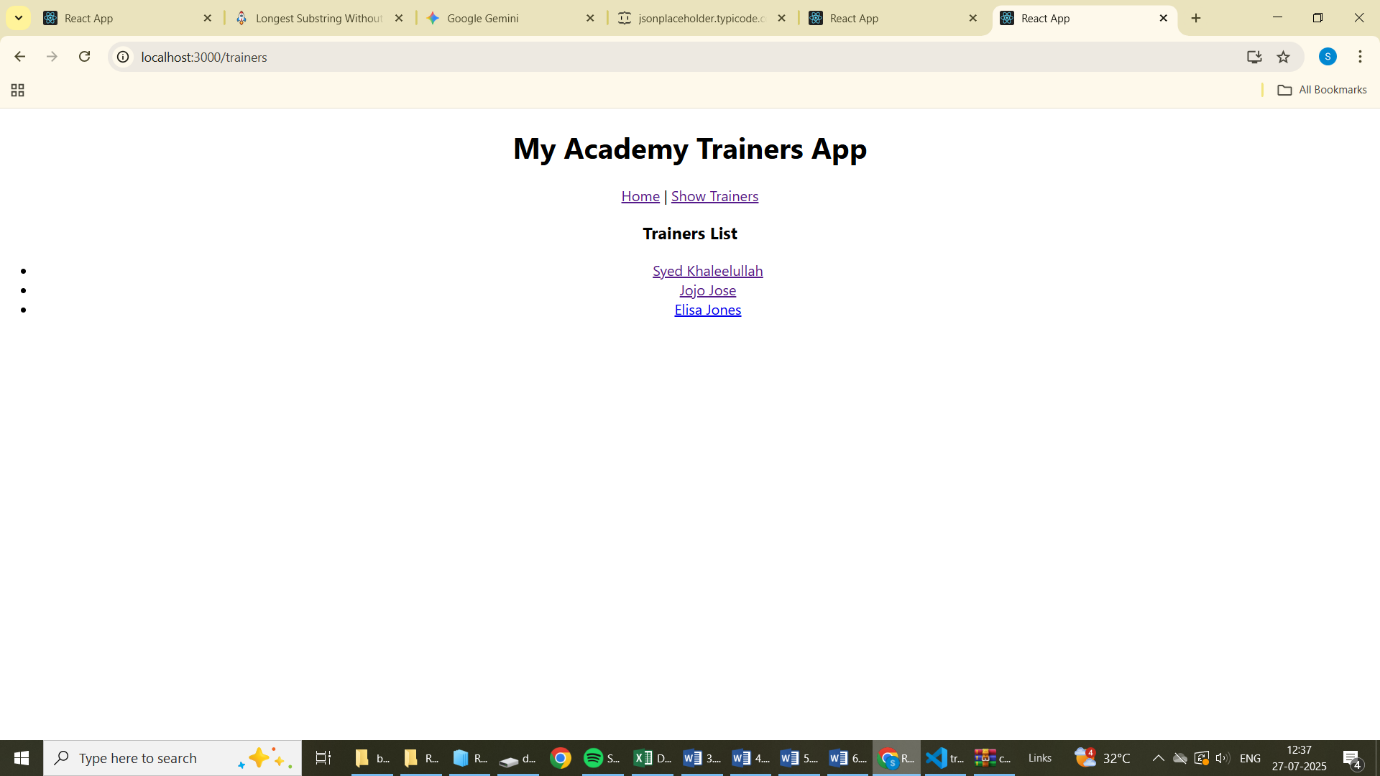 React App
Longest Substring Without
Google Gemini
jsonplaceholder.typicode.c
React App
React App
localhost:3000/trainers
S
All Bookmarks
My Academy Trainers App
Home | Show Trainers
Trainers List
• Syed Khaleelullah
• Jojo Jose
• Elisa Jones
Type here to search
b...
R...
R...
d...
S...
D...
3....
4....
5....
6....
R...
tr...
c...
Links
4
32°C
ENG
12:37
27-07-2025
4